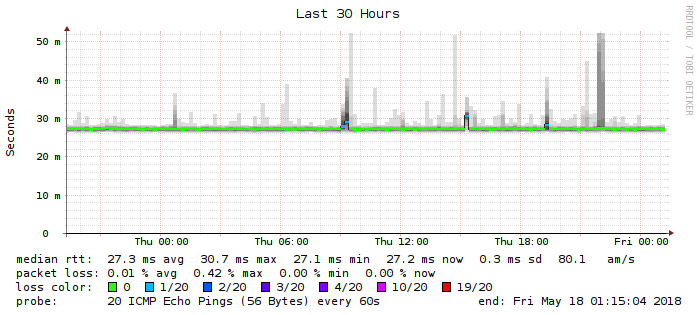 Last 30 Hours
RRDTOOL / TOBI OETIKER
Seconds
50 m
40 m
30 m
20 m
10 m
0
Thu 00:00 Thu 06:00 Thu 12:00 Thu 18:00 Fri 00:00
median rtt: 27.3 ms avg 30.7 ms max 27.1 ms min 27.2 ms now 0.3 ms sd 80.1 am/s
packet loss: 0.01 % avg 0.42 % max 0.00 % min 0.00 % now
loss color: 0 1/20 2/20 3/20 4/20 10/20 19/20
probe: 20 ICMP Echo Pings (56 Bytes) every 60s end: Fri May 18 01:15:04 2018